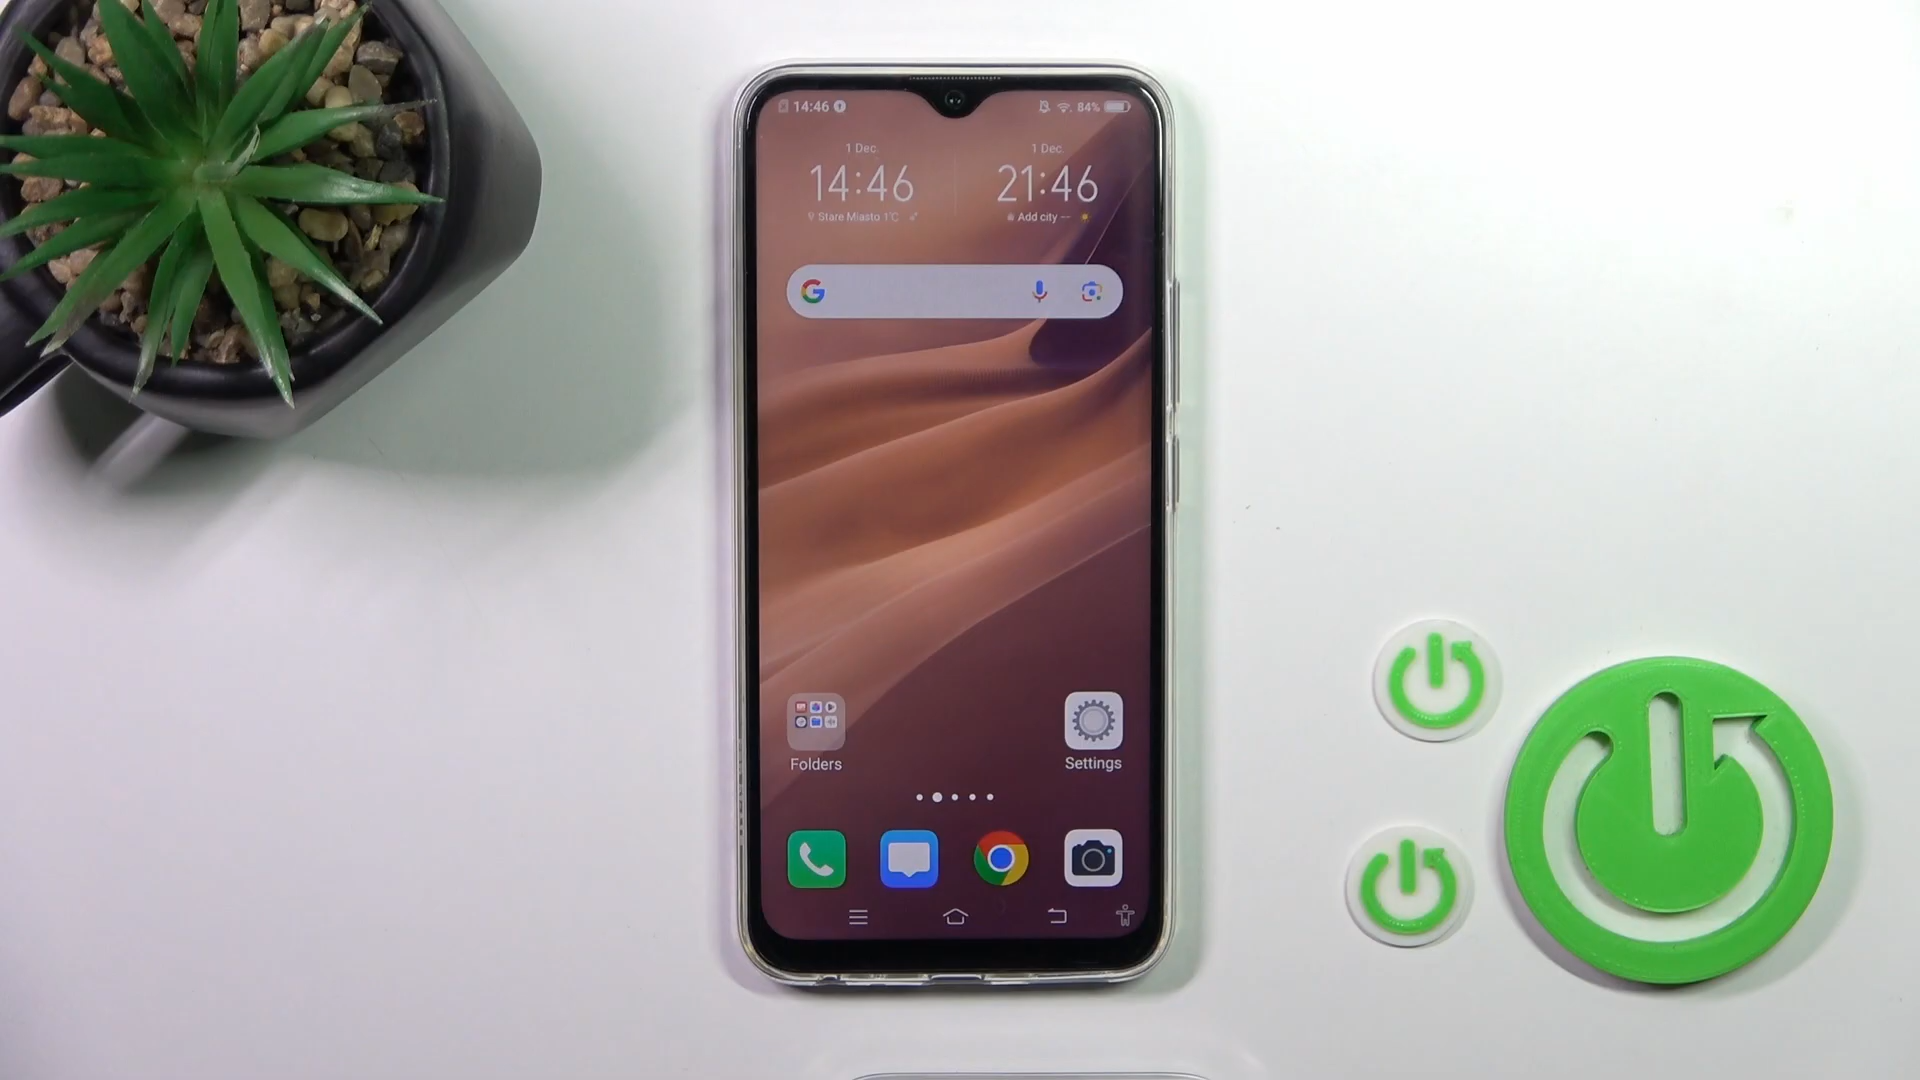 14:46 84%
1 Dec. 1 Dec.
14:46 21:46
Stare Miasto 1°C Add city --
Folders Settings